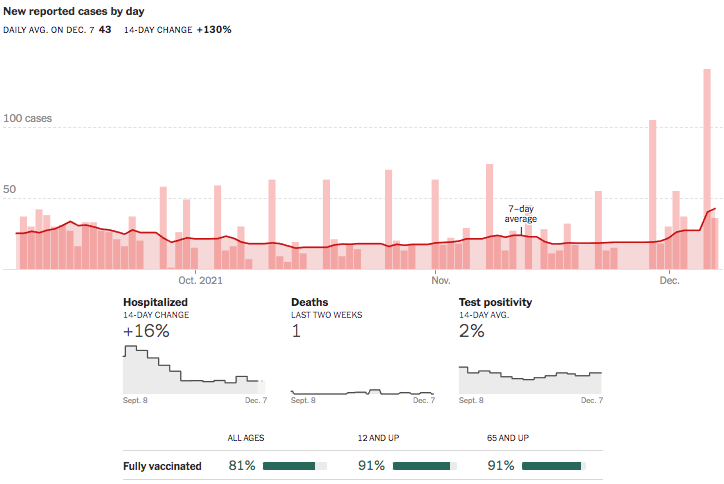 New reported cases by day
DAILY AVG. ON DEC. 7 43 14-DAY CHANGE +130%
100 cases
50
7–day
average
Oct. 2021 Nov. Dec.
Hospitalized Deaths Test positivity
14-DAY CHANGE LAST TWO WEEKS 14-DAY AVG.
+16% 1 2%
Sept. 8 Dec. 7 Sept. 8 Dec. 7 Sept. 8 Dec. 7
ALL AGES 12 AND UP 65 AND UP
Fully vaccinated 81% 91% 91%